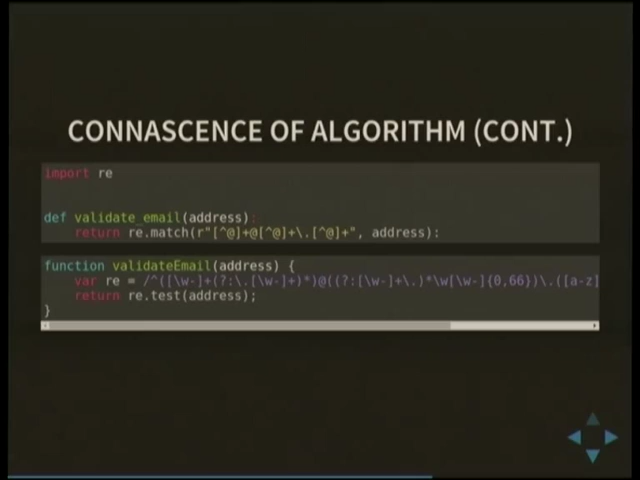 CONNASCENCE OF ALGORITHM (CONT.)
import re
def validate_email(address):
return re.match(r"[^@]+@[^@]+\.[^@]+", address):
function validateEmail(address) {
var re = /^([\w-]+(?:\.[\w-]+)*)@((?:[\w-]+\.)*\w[\w-]{0,66})\.([a-z]
return re.test(address);
}